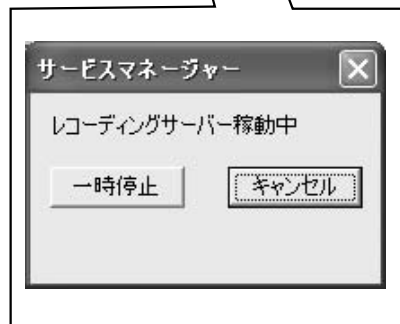 サービスマネージャー
レコーディングサーバー稼動中
一時停止
キャンセル